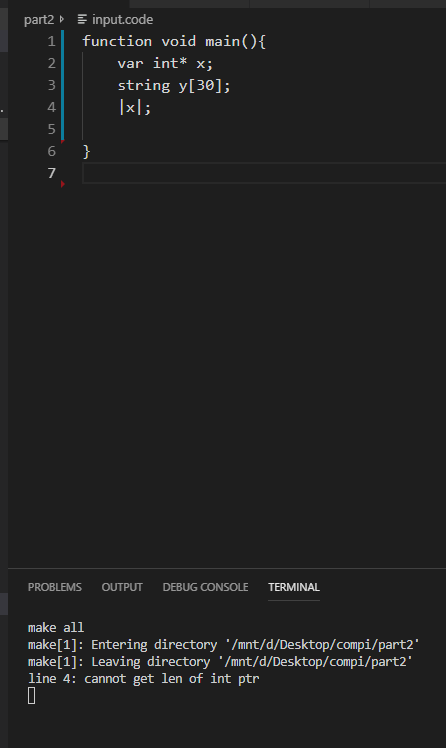 part2 input.code
1 function void main(){
2 var int* x;
3 string y[30];
4 |x|;
5
6 }
7
PROBLEMS OUTPUT DEBUG CONSOLE TERMINAL
make all
make[1]: Entering directory '/mnt/d/Desktop/compi/part2'
make[1]: Leaving directory '/mnt/d/Desktop/compi/part2'
line 4: cannot get len of int ptr